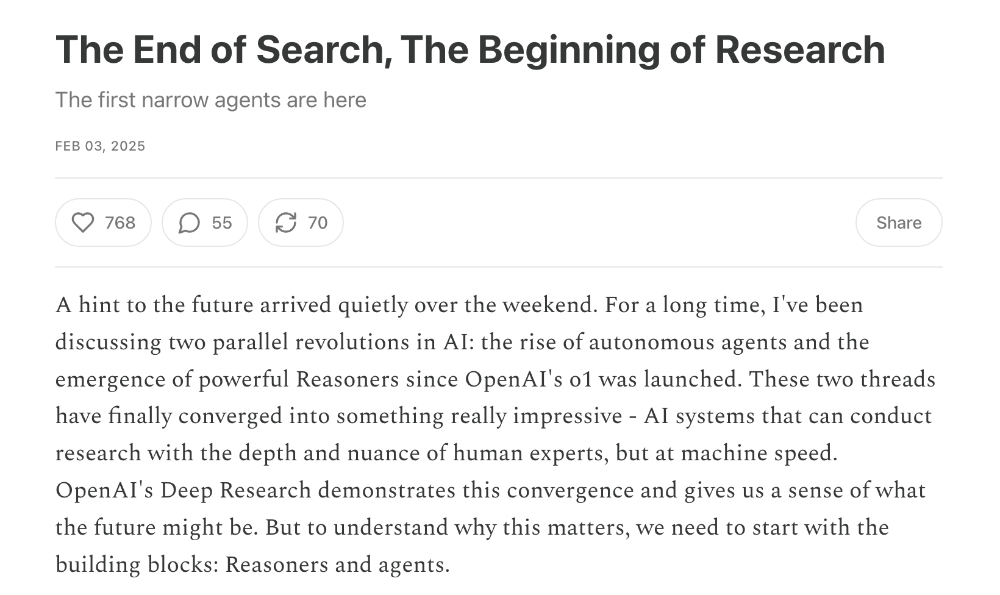 The End of Search, The Beginning of Research
The first narrow agents are here
FEB 03, 2025
768
55
70
Share
A hint to the future arrived quietly over the weekend. For a long time, I've been
discussing two parallel revolutions in AI: the rise of autonomous agents and the
emergence of powerful Reasoners since OpenAI's o1 was launched. These two threads
have finally converged into something really impressive - AI systems that can conduct
research with the depth and nuance of human experts, but at machine speed.
OpenAI's Deep Research demonstrates this convergence and gives us a sense of what
the future might be. But to understand why this matters, we need to start with the
building blocks: Reasoners and agents.